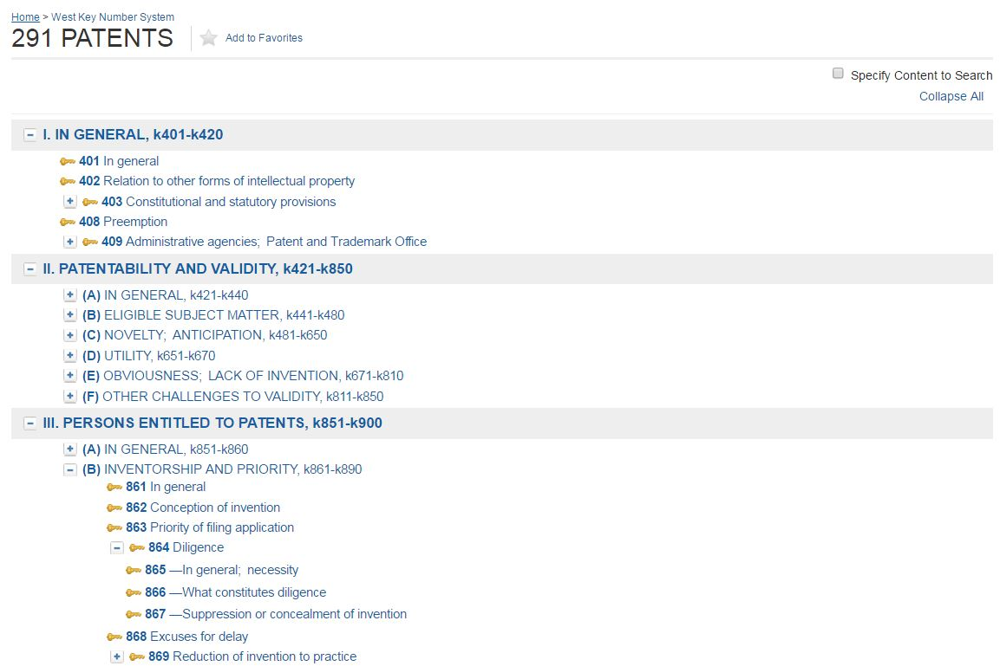 Home > West Key Number System
291 PATENTS Add to Favorites
Specify Content to Search
Collapse All
I. IN GENERAL, k401-k420
401 In general
402 Relation to other forms of intellectual property
403 Constitutional and statutory provisions
408 Preemption
409 Administrative agencies; Patent and Trademark Office
II. PATENTABILITY AND VALIDITY, k421-k850
(A) IN GENERAL, k421-k440
(B) ELIGIBLE SUBJECT MATTER, k441-k480
(C) NOVELTY; ANTICIPATION, k481-k650
(D) UTILITY, k651-k670
(E) OBVIOUSNESS; LACK OF INVENTION, k671-k810
(F) OTHER CHALLENGES TO VALIDITY, k811-k850
III. PERSONS ENTITLED TO PATENTS, k851-k900
(A) IN GENERAL, k851-k860
(B) INVENTORSHIP AND PRIORITY, k861-k890
861 In general
862 Conception of invention
863 Priority of filing application
864 Diligence
865 —In general; necessity
866 —What constitutes diligence
867 —Suppression or concealment of invention
868 Excuses for delay
869 Reduction of invention to practice